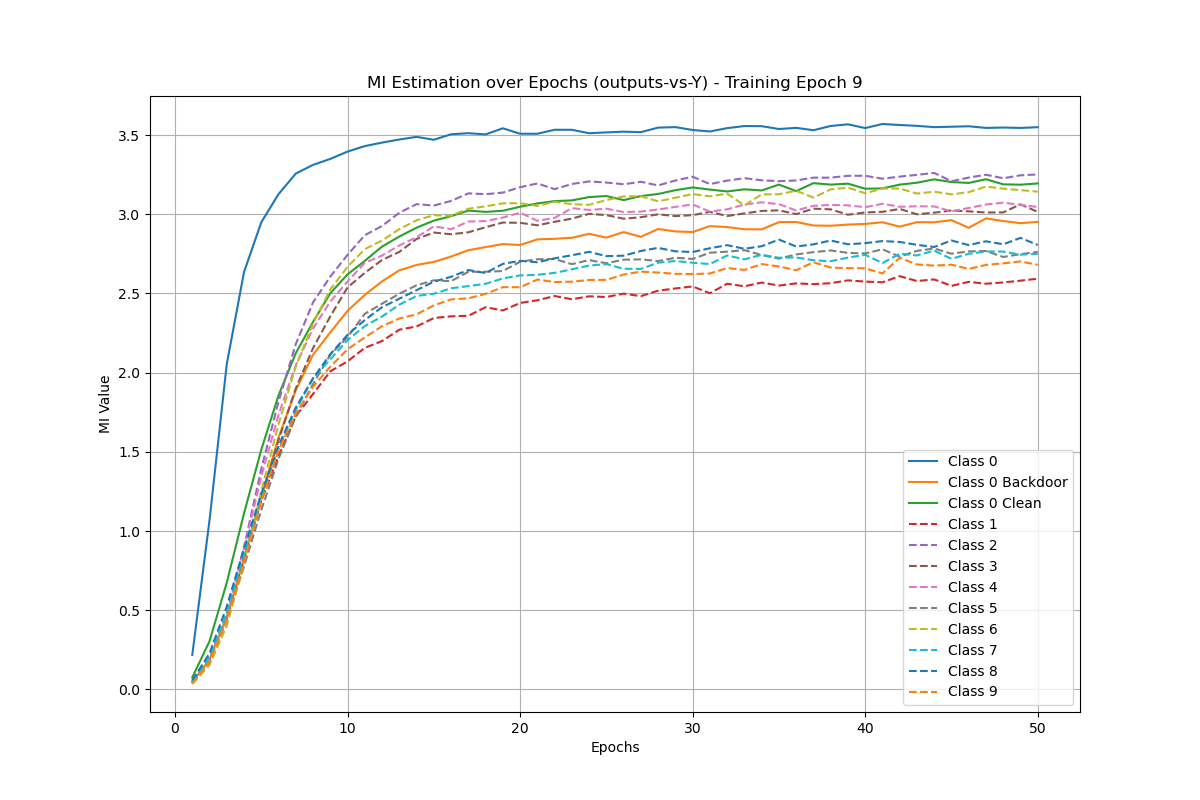 MI Estimation over Epochs (outputs-vs-Y) - Training Epoch 9
MI Value
3.5
3.0
2.5
2.0
1.5
1.0
0.5
0.0
0 10 20 30 40 50
Epochs
Class 0
Class 0 Backdoor
Class 0 Clean
Class 1
Class 2
Class 3
Class 4
Class 5
Class 6
Class 7
Class 8
Class 9